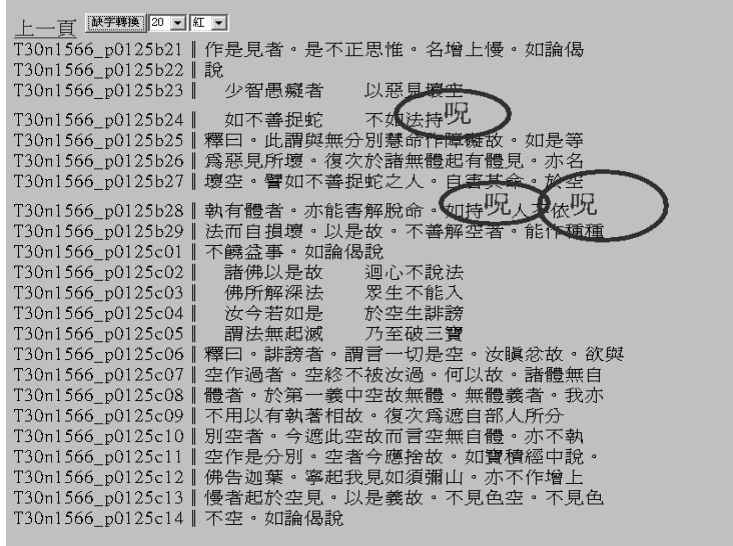 上一頁 缺字轉換 20 紅
T30n1566_p0125b21║作是見者。是不正思惟。名增上慢。如論偈
T30n1566_p0125b22║說
T30n1566_p0125b23║　少智愚癡者　　以惡見壞空
T30n1566_p0125b24║　如不善捉蛇　　不如法持呪
T30n1566_p0125b25║釋曰。此謂與無分別慧命作障礙故。如是等
T30n1566_p0125b26║爲惡見所壞。復次於諸無體起有體見。亦名
T30n1566_p0125b27║壞空。譬如不善捉蛇之人。自害其命。於空
T30n1566_p0125b28║執有體者。亦能害解脫命。如持呪人不依呪
T30n1566_p0125b29║法而自損壞。以是故。不善解空者。能作種種
T30n1566_p0125c01║不饒益事。如論偈說
T30n1566_p0125c02║　諸佛以是故　　迴心不說法
T30n1566_p0125c03║　佛所解深法　　眾生不能入
T30n1566_p0125c04║　汝今若如是　　於空生誹謗
T30n1566_p0125c05║　謂法無起滅　　乃至破三寶
T30n1566_p0125c06║釋曰。誹謗者。謂言一切是空。汝瞋忿故。欲與
T30n1566_p0125c07║空作過者。空終不被汝過。何以故。諸體無自
T30n1566_p0125c08║體者。於第一義中空故無體。無體義者。我亦
T30n1566_p0125c09║不用以有執著相故。復次爲遮自部人所分
T30n1566_p0125c10║別空者。今遮此空故而言空無自體。亦不執
T30n1566_p0125c11║空作是分別。空者今應捨故。如寶積經中說。
T30n1566_p0125c12║佛告迦葉。寧起我見如須彌山。亦不作增上
T30n1566_p0125c13║慢者起於空見。以是義故。不見色空。不見色
T30n1566_p0125c14║不空。如論偈說